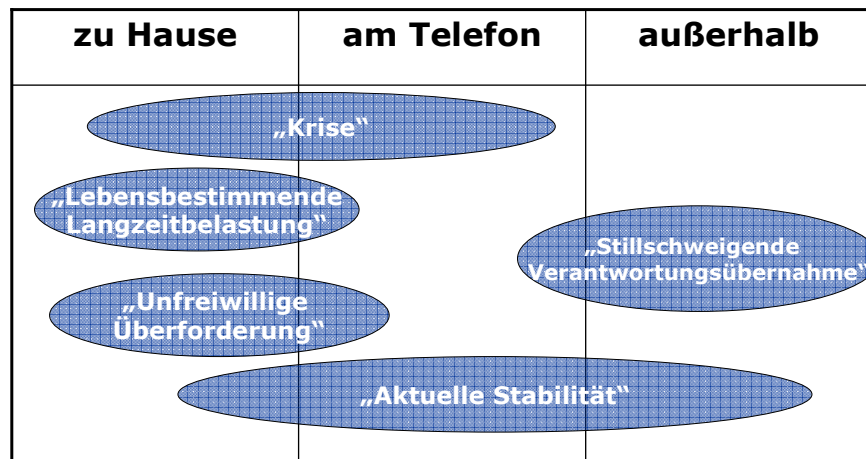 zu Hause am Telefon außerhalb
„Krise“
„Lebensbestimmende
Langzeitbelastung“
„Stillschweigende
Verantwortungsübernahme“
„Unfreiwillige
Überforderung“
„Aktuelle Stabilität“